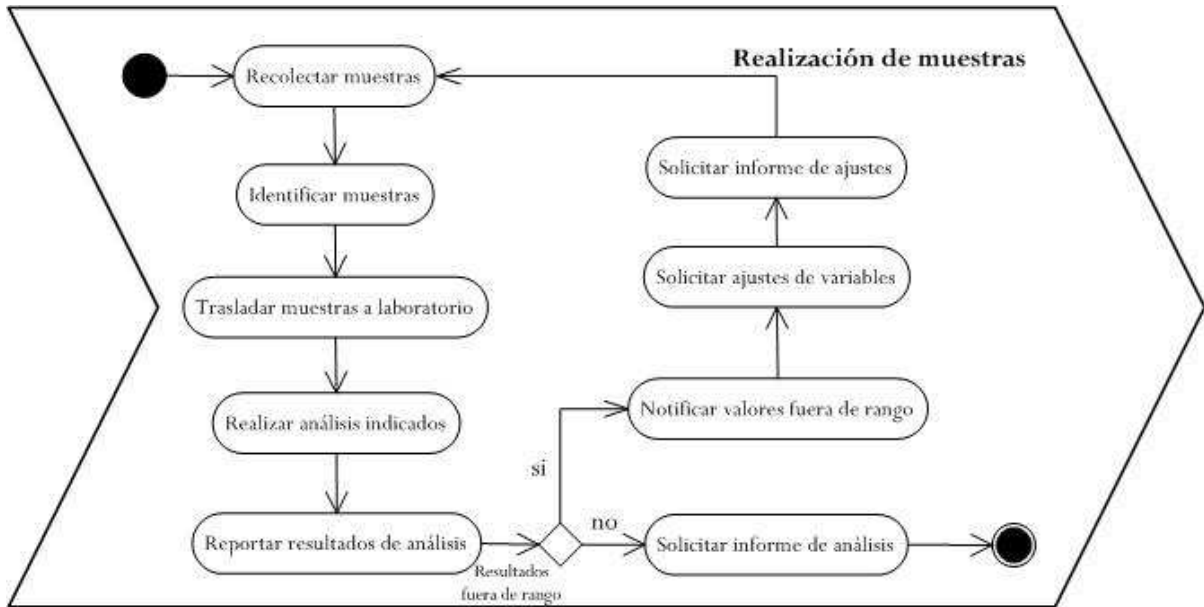 Realización de muestras
Recolectar muestras
Identificar muestras
Trasladar muestras a laboratorio
Realizar análisis indicados
Reportar resultados de análisis
Resultados
fuera de rango
si
no
Notificar valores fuera de rango
Solicitar ajustes de variables
Solicitar informe de ajustes
Solicitar informe de análisis